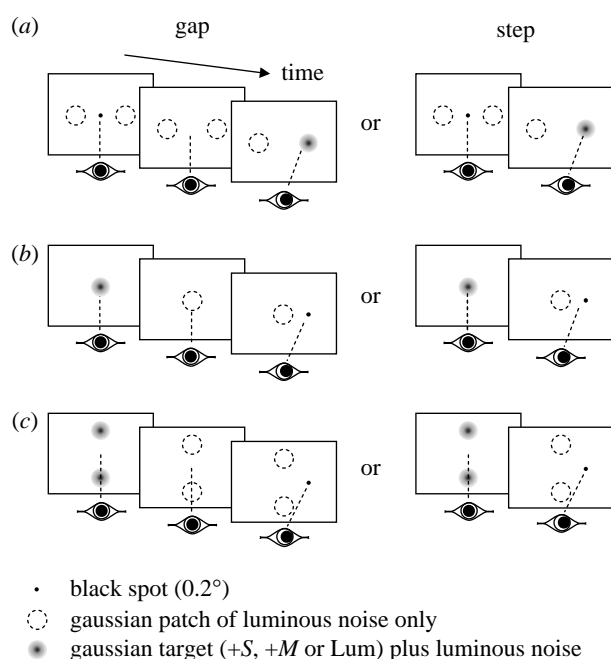 (a)
gap
step
time
or
(b)
or
(c)
or
black spot (0.2°)
gaussian patch of luminous noise only
gaussian target (+S, +M or Lum) plus luminous noise